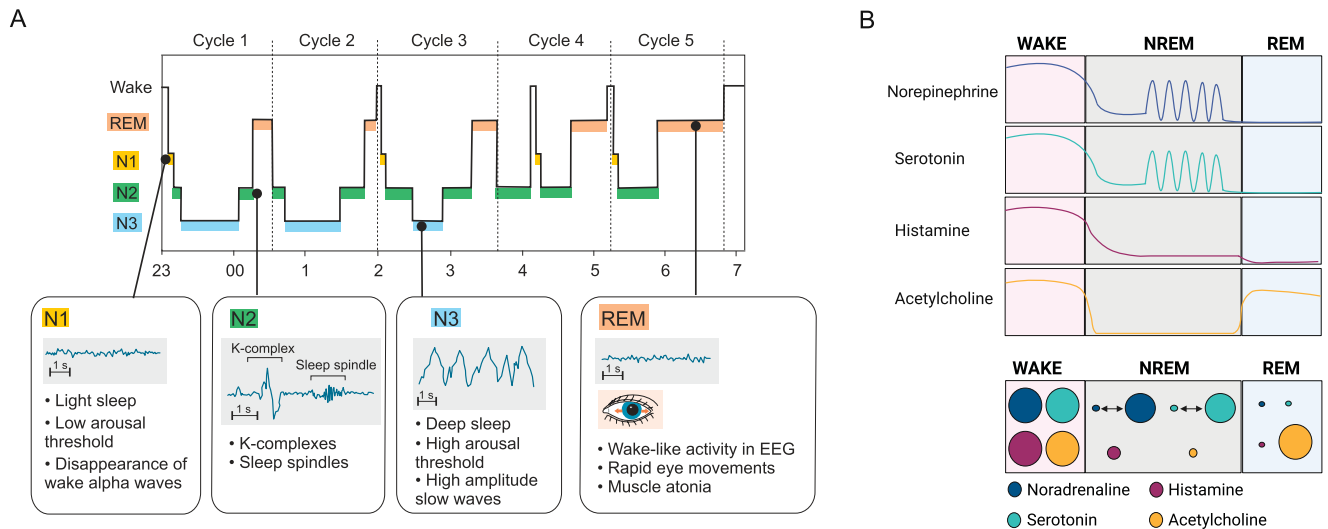 A
Cycle 1
Cycle 2
Cycle 3
Cycle 4
Cycle 5
Wake
REM
N1
N2
N3
23
00
1
2
3
4
5
6
7
N1
1 s
• Light sleep
• Low arousal
threshold
• Disappearance of
wake alpha waves
N2
K-complex
Sleep spindle
1 s
• K-complexes
• Sleep spindles
N3
1 s
• Deep sleep
• High arousal
threshold
• High amplitude
slow waves
REM
1 s
• Wake-like activity in EEG
• Rapid eye movements
• Muscle atonia
B
WAKE
NREM
REM
Norepinephrine
Serotonin
Histamine
Acetylcholine
WAKE
NREM
REM
Noradrenaline
Histamine
Serotonin
Acetylcholine